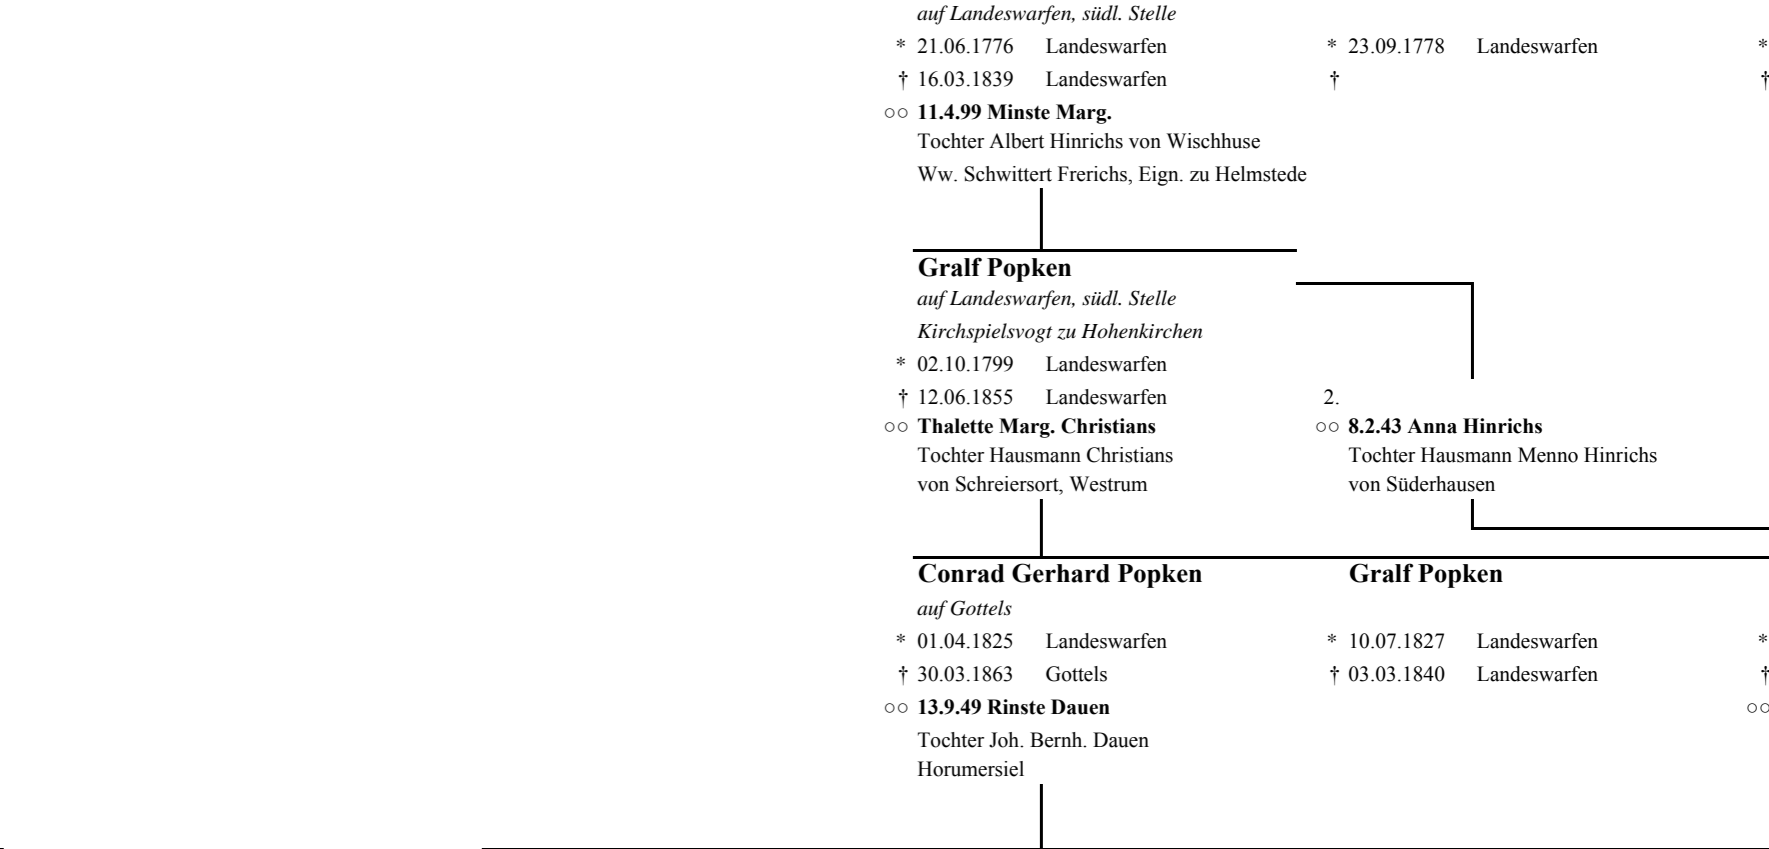 auf Landeswarfen, südl. Stelle
* 21.06.1776 Landeswarfen * 23.09.1778 Landeswarfen *
† 16.03.1839 Landeswarfen † †
○○ 11.4.99 Minste Marg.
Tochter Albert Hinrichs von Wischhuse
Ww. Schwittert Frerichs, Eign. zu Helmstede
Gralf Popken
auf Landeswarfen, südl. Stelle
Kirchspielsvogt zu Hohenkirchen
* 02.10.1799 Landeswarfen
† 12.06.1855 Landeswarfen 2.
○○ Thalette Marg. Christians ○○ 8.2.43 Anna Hinrichs
Tochter Hausmann Christians Tochter Hausmann Menno Hinrichs
von Schreiersort, Westrum von Süderhausen
Conrad Gerhard Popken Gralf Popken
auf Gottels
* 01.04.1825 Landeswarfen * 10.07.1827 Landeswarfen *
† 30.03.1863 Gottels † 03.03.1840 Landeswarfen †
○○ 13.9.49 Rinste Dauen ○○
Tochter Joh. Bernh. Dauen
Horumersiel